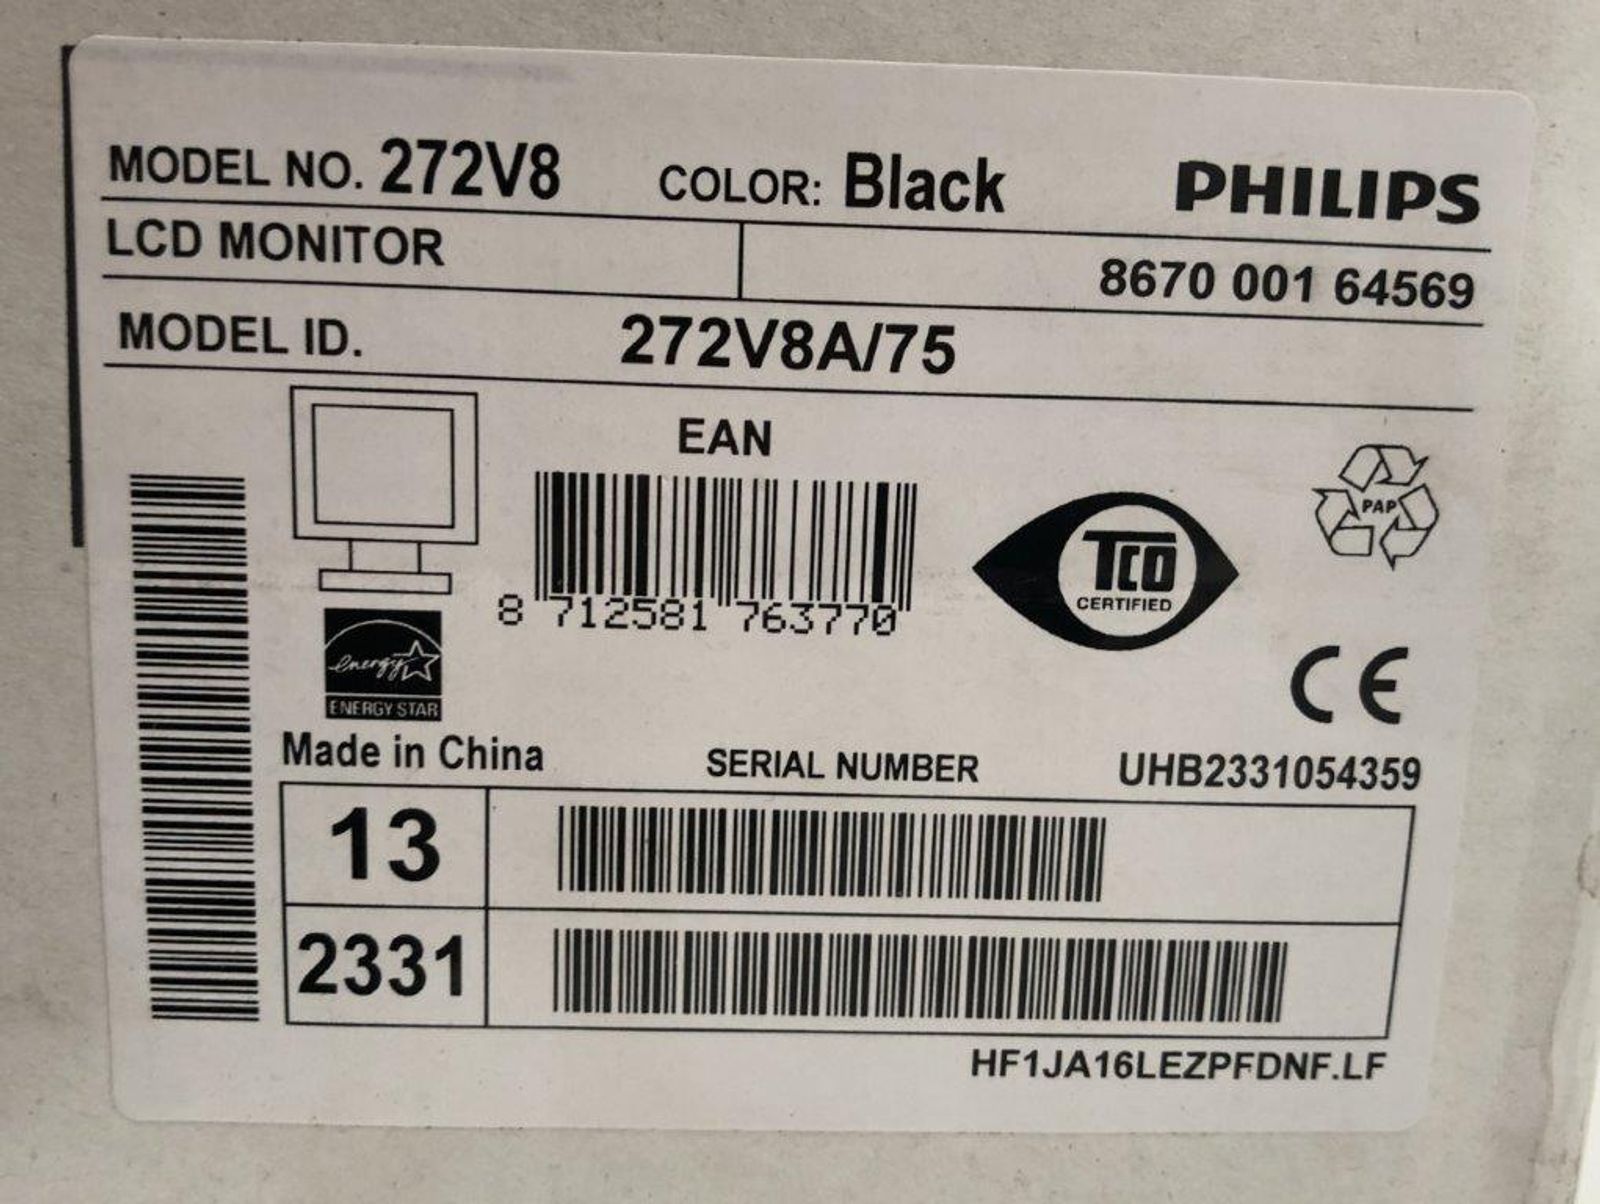 MODEL NO. 272V8 COLOR: Black PHILIPS
LCD MONITOR 8670 001 64569
MODEL ID. 272V8A/75
EAN
PAP
TCO
CERTIFIED
8 712581 763770
energy
ENERGY STAR
CE
Made in China SERIAL NUMBER UHB2331054359
13
2331
HF1JA16LEZPFDNF.LF